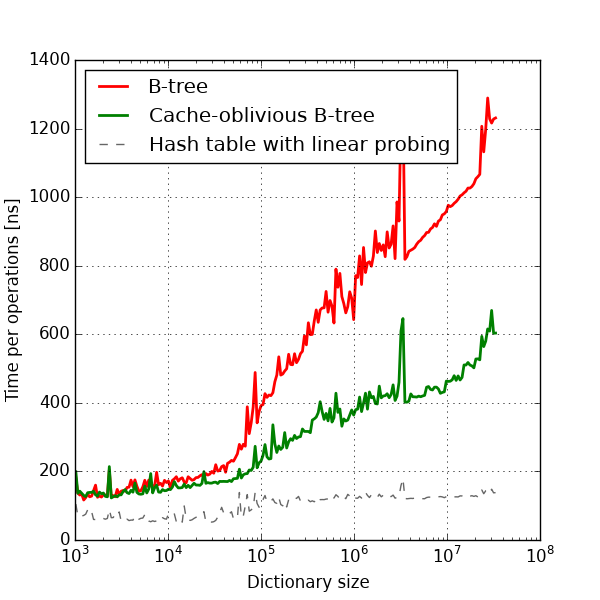 1400
1200
1000
800
600
400
200
0
Time per operations [ns]
B-tree
Cache-oblivious B-tree
Hash table with linear probing
10³
10⁴
10⁵
10⁶
10⁷
10⁸
Dictionary size